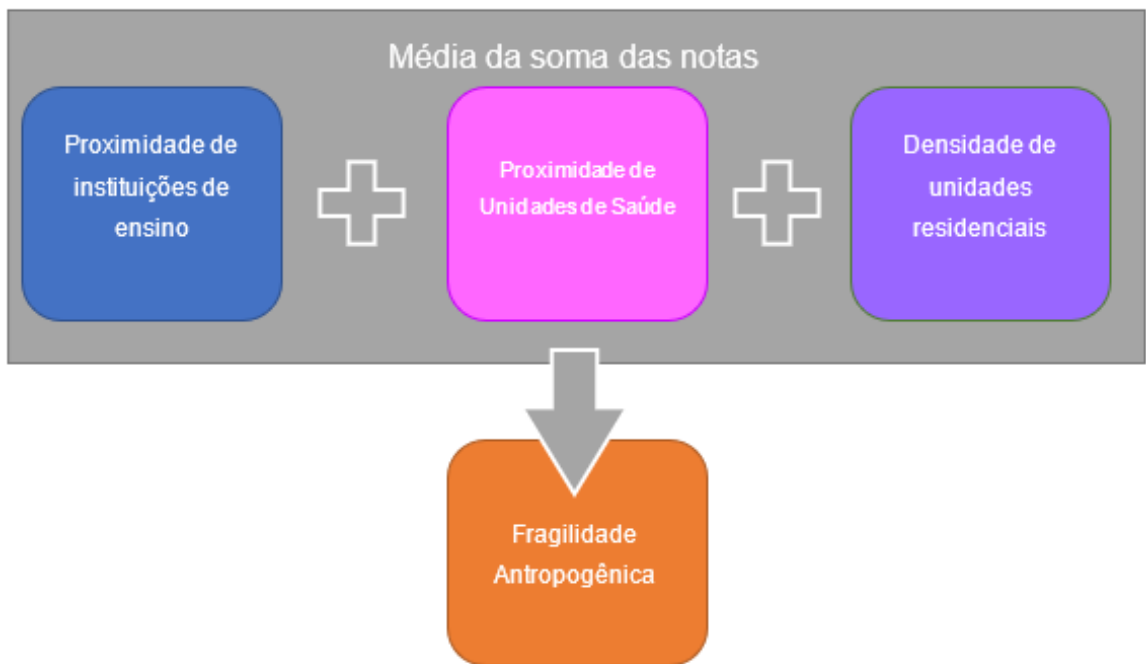 Média da soma das notas
Proximidade de
instituições de
ensino
Proximidade de
Unidades de Saúde
Densidade de
unidades
residenciais
Fragilidade
Antropogênica